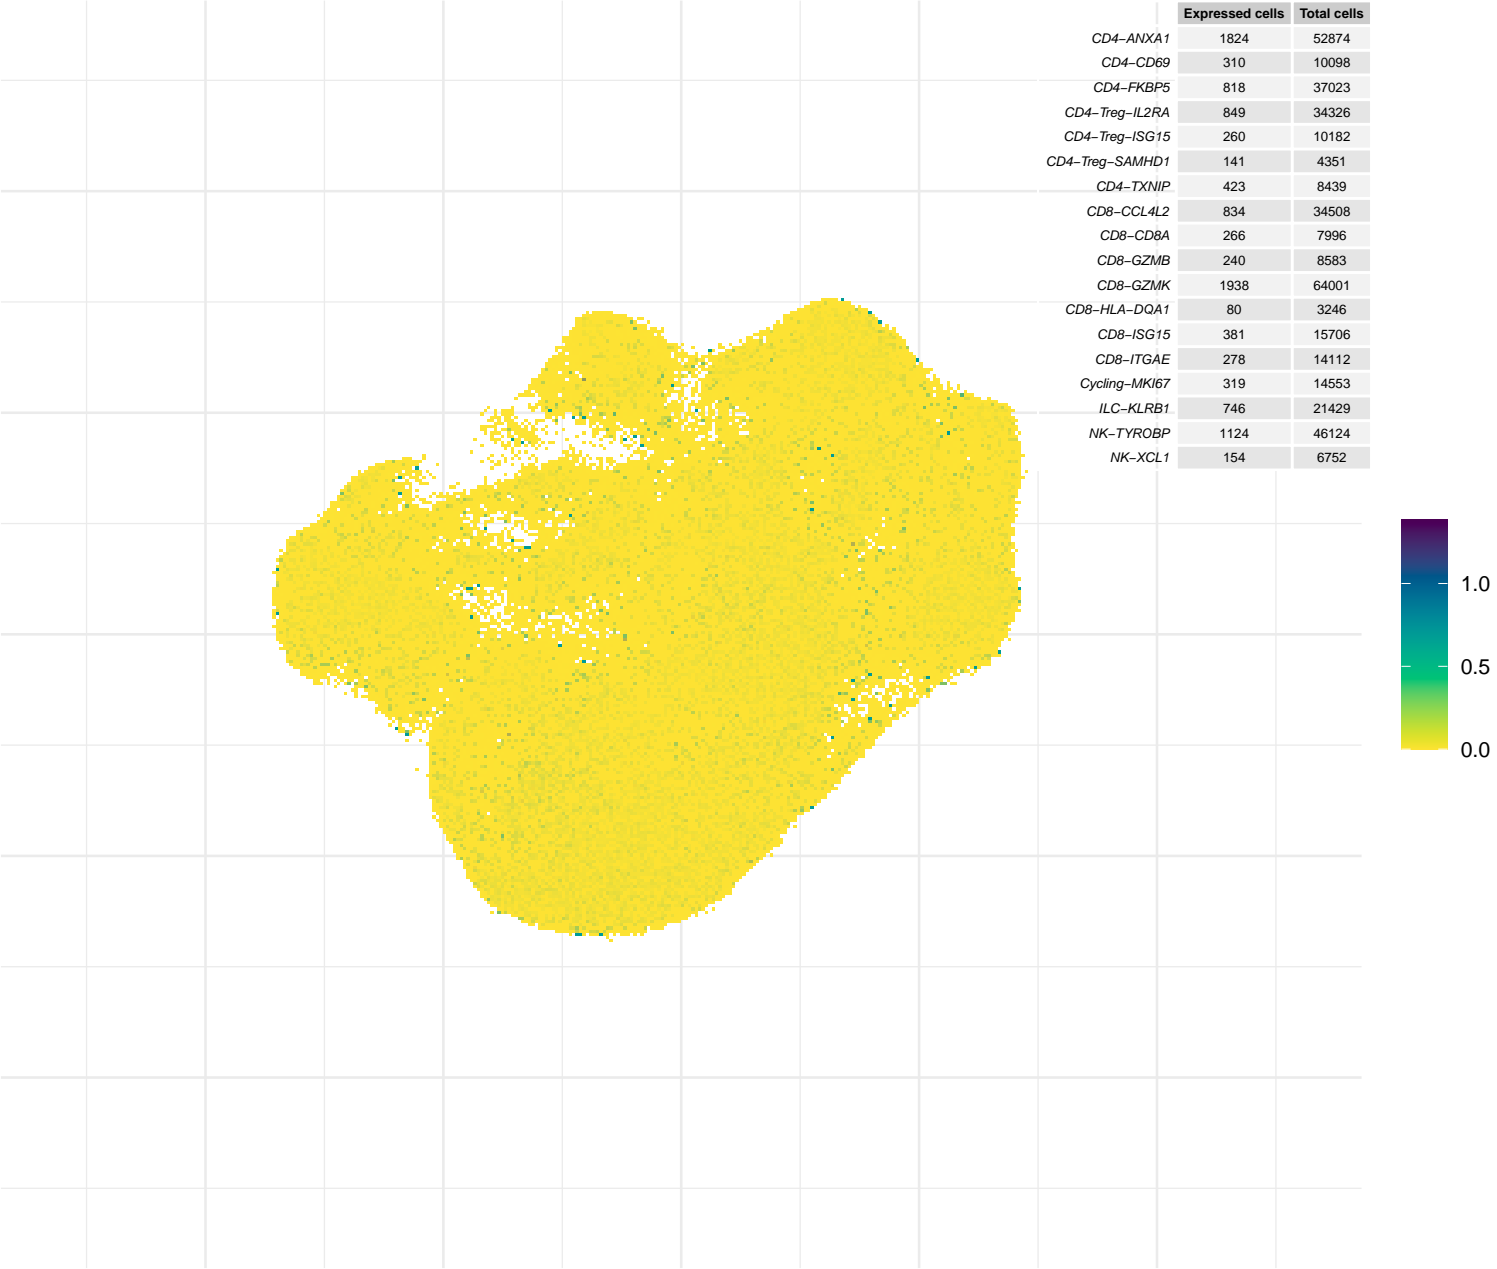 Expressed cells Total cells
CD4−ANXA1 1824 52874
CD4−CD69 310 10098
CD4−FKBP5 818 37023
CD4−Treg−IL2RA 849 34326
CD4−Treg−ISG15 260 10182
CD4−Treg−SAMHD1 141 4351
CD4−TXNIP 423 8439
CD8−CCL4L2 834 34508
CD8−CD8A 266 7996
CD8−GZMB 240 8583
CD8−GZMK 1938 64001
CD8−HLA−DQA1 80 3246
CD8−ISG15 381 15706
CD8−ITGAE 278 14112
Cycling−MKI67 319 14553
ILC−KLRB1 746 21429
NK−TYROBP 1124 46124
NK−XCL1 154 6752
1.0
0.5
0.0